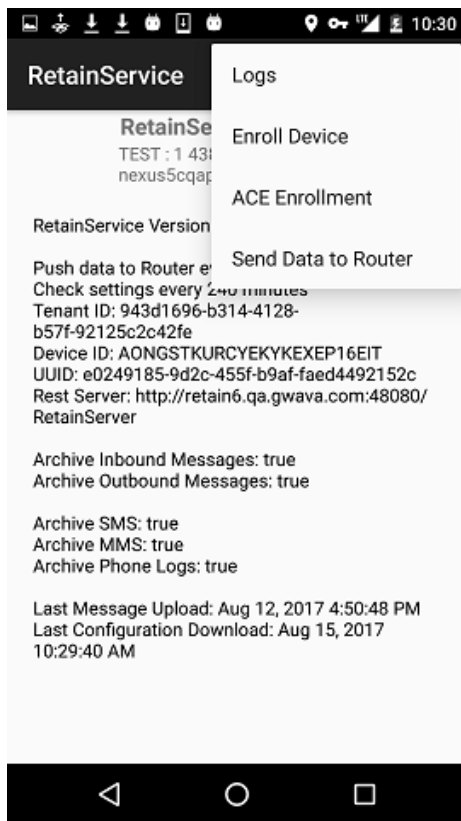 10:30
RetainService
Logs
Enroll Device
ACE Enrollment
Send Data to Router
RetainSe
TEST : 1 43
nexus5cqap
RetainService Version
Push data to Router ev
Check settings every 240 minutes
Tenant ID: 943d1696-b314-4128-
b57f-92125c2c42fe
Device ID: AONGSTKURCYEKYKEXEP16EIT
UUID: e0249185-9d2c-455f-b9af-faed4492152c
Rest Server: http://retain6.qa.gwava.com:48080/
RetainServer
Archive Inbound Messages: true
Archive Outbound Messages: true
Archive SMS: true
Archive MMS: true
Archive Phone Logs: true
Last Message Upload: Aug 12, 2017 4:50:48 PM
Last Configuration Download: Aug 15, 2017
10:29:40 AM